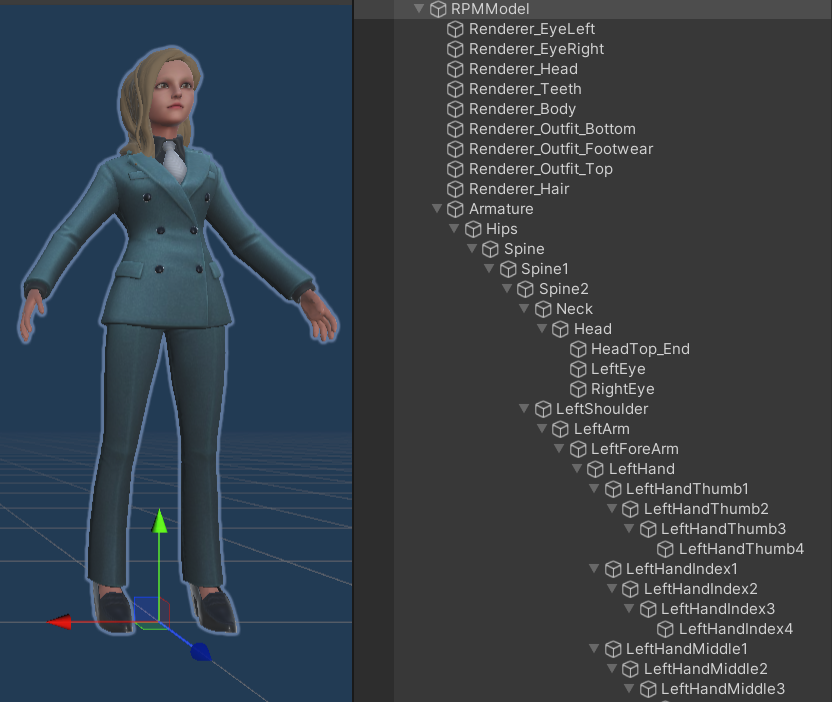 RPMModel
Renderer_EyeLeft
Renderer_EyeRight
Renderer_Head
Renderer_Teeth
Renderer_Body
Renderer_Outfit_Bottom
Renderer_Outfit_Footwear
Renderer_Outfit_Top
Renderer_Hair
Armature
Hips
Spine
Spine1
Spine2
Neck
Head
HeadTop_End
LeftEye
RightEye
LeftShoulder
LeftArm
LeftForeArm
LeftHand
LeftHandThumb1
LeftHandThumb2
LeftHandThumb3
LeftHandThumb4
LeftHandIndex1
LeftHandIndex2
LeftHandIndex3
LeftHandIndex4
LeftHandMiddle1
LeftHandMiddle2
LeftHandMiddle3